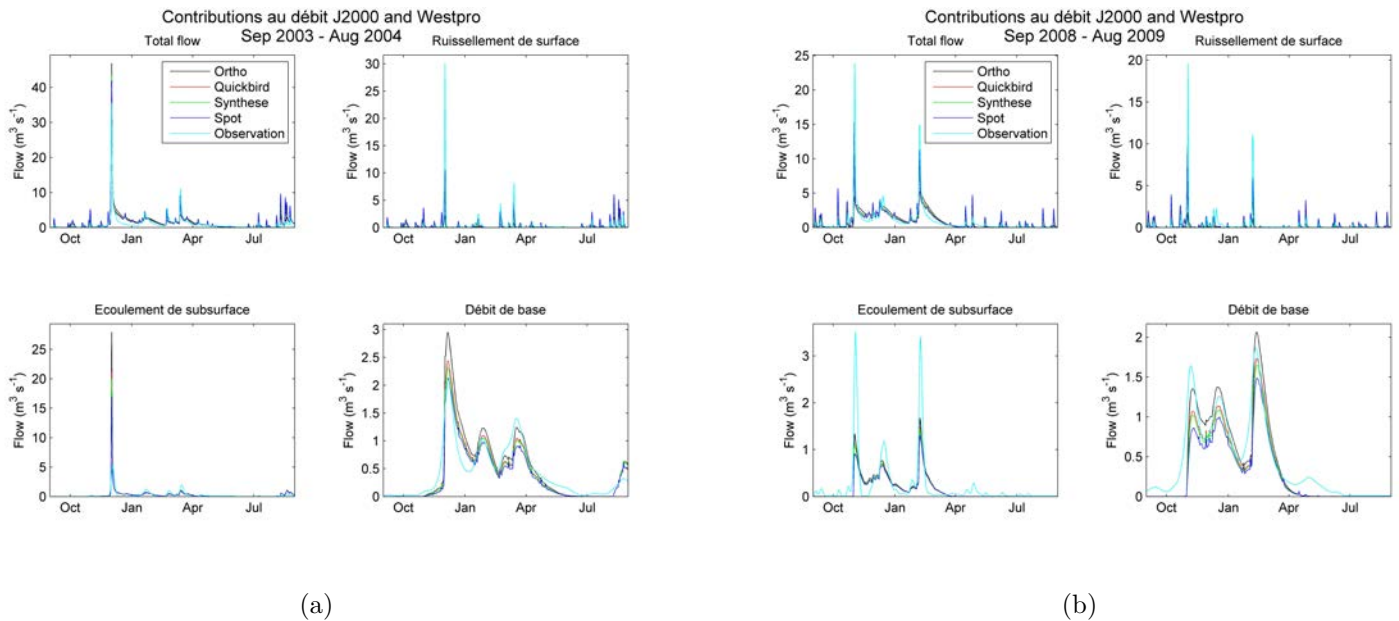 Contributions au débit J2000 and Westpro
Sep 2003 - Aug 2004
Total flow
Ruissellement de surface
Flow (m³ s⁻¹)
40
30
20
10
0
Oct Jan Apr Jul
Ortho
Quickbird
Synthese
Spot
Observation
Flow (m³ s⁻¹)
30
25
20
15
10
5
0
Oct Jan Apr Jul
Ecoulement de subsurface
Flow (m³ s⁻¹)
25
20
15
10
5
0
Oct Jan Apr Jul
Débit de base
Flow (m³ s⁻¹)
3
2.5
2
1.5
1
0.5
0
Oct Jan Apr Jul
(a)
Contributions au débit J2000 and Westpro
Sep 2008 - Aug 2009
Total flow
Ruissellement de surface
Flow (m³ s⁻¹)
25
20
15
10
5
0
Oct Jan Apr Jul
Ortho
Quickbird
Synthese
Spot
Observation
Flow (m³ s⁻¹)
20
15
10
5
0
Oct Jan Apr Jul
Ecoulement de subsurface
Flow (m³ s⁻¹)
3
2
1
0
Oct Jan Apr Jul
Débit de base
Flow (m³ s⁻¹)
2
1.5
1
0.5
0
Oct Jan Apr Jul
(b)